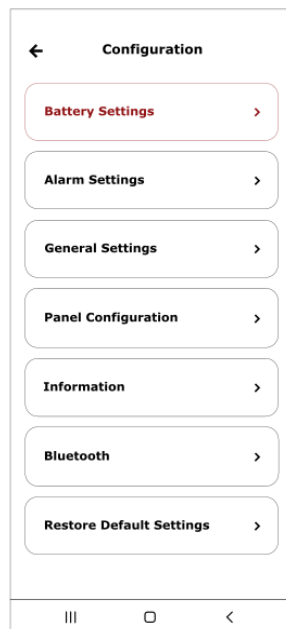 Configuration
Battery Settings
Alarm Settings
General Settings
Panel Configuration
Information
Bluetooth
Restore Default Settings